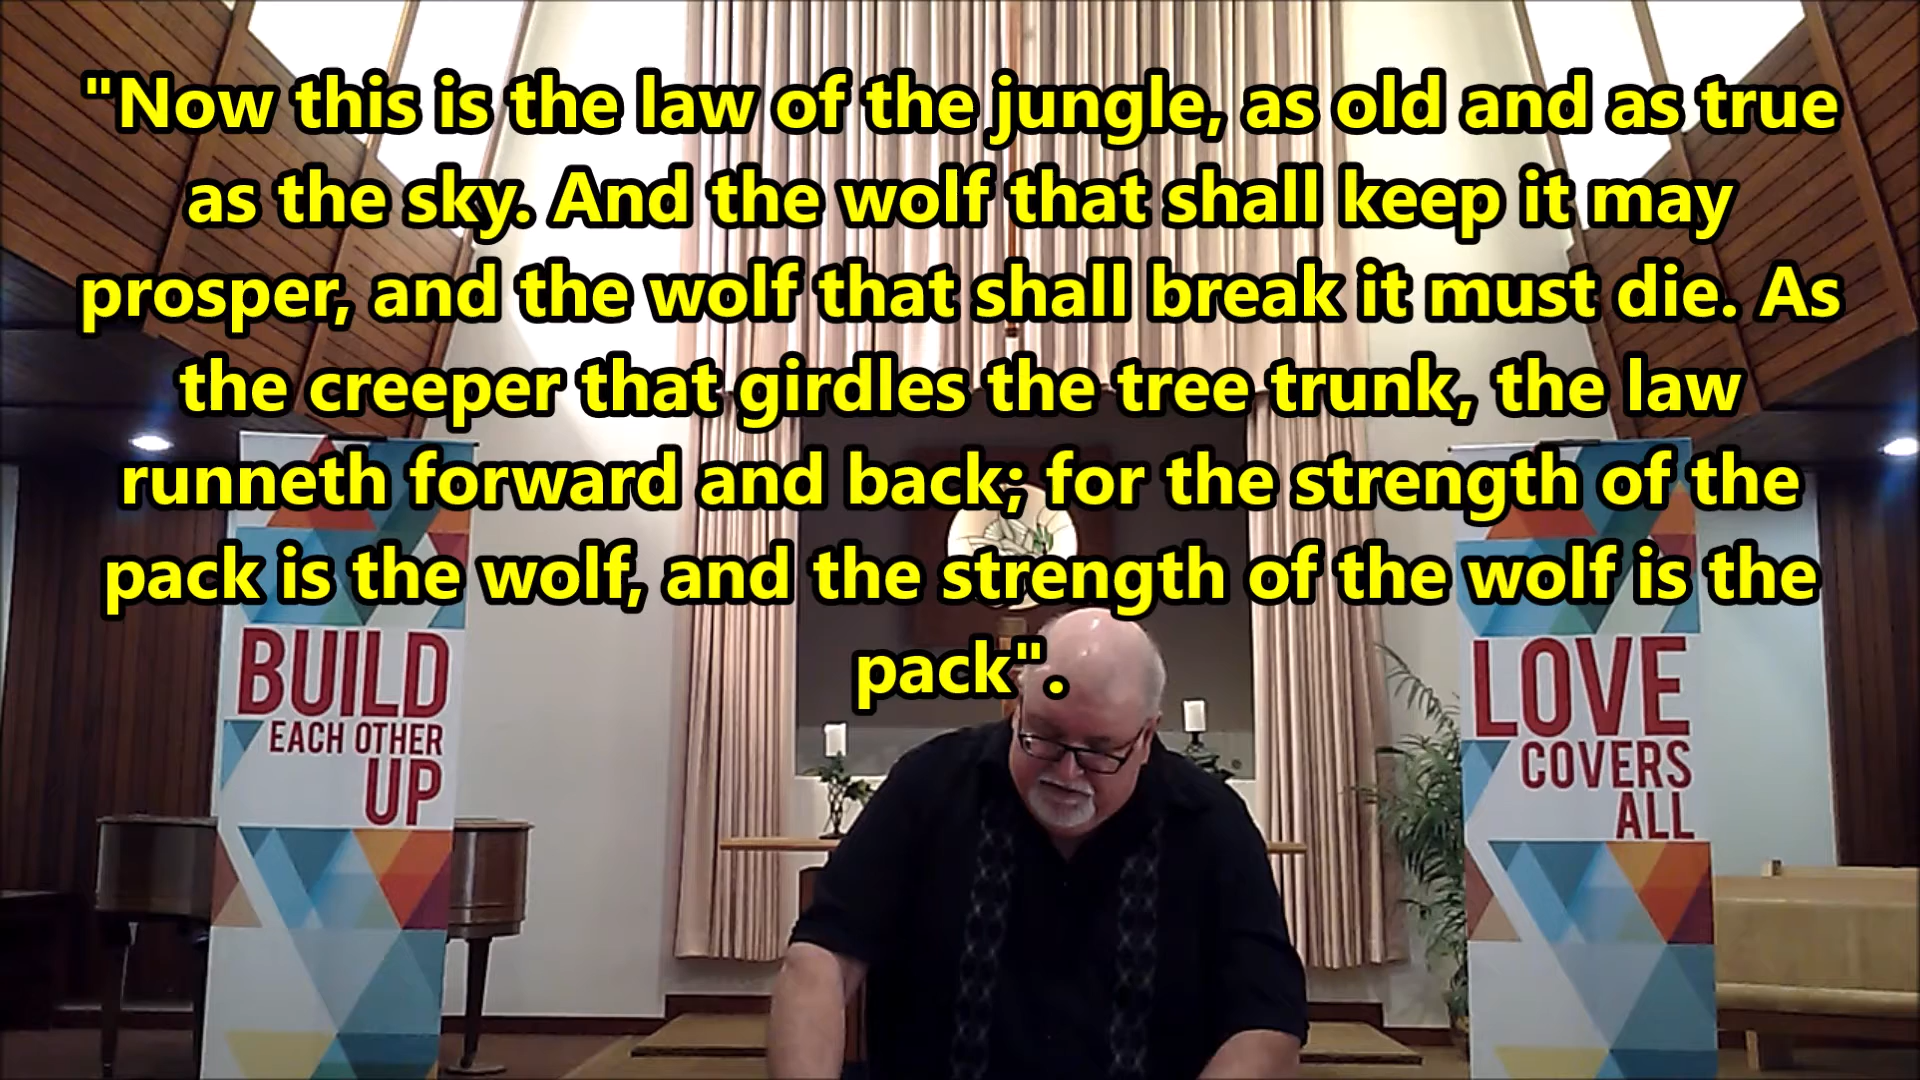 "Now this is the law of the jungle, as old and as true
as the sky. And the wolf that shall keep it may
prosper, and the wolf that shall break it must die. As
the creeper that girdles the tree trunk, the law
runneth forward and back; for the strength of the
pack is the wolf, and the strength of the wolf is the
pack".
BUILD
EACH OTHER
UP
LOVE
COVERS
ALL